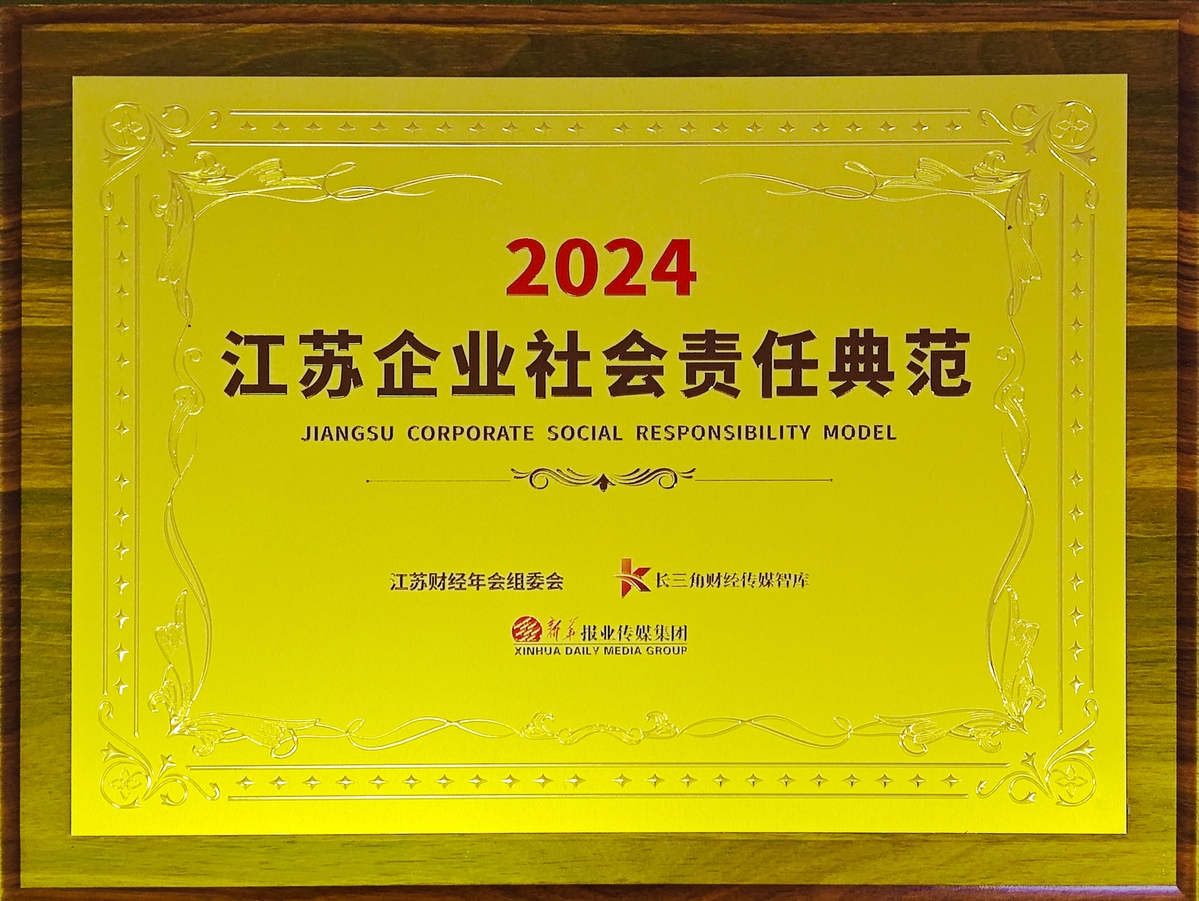 2024
江苏企业社会责任典范
JIANGSU CORPORATE SOCIAL RESPONSIBILITY MODEL
江苏财经年会组委会 长三角财经传媒智库
新华报业传媒集团
XINHUA DAILY MEDIA GROUP